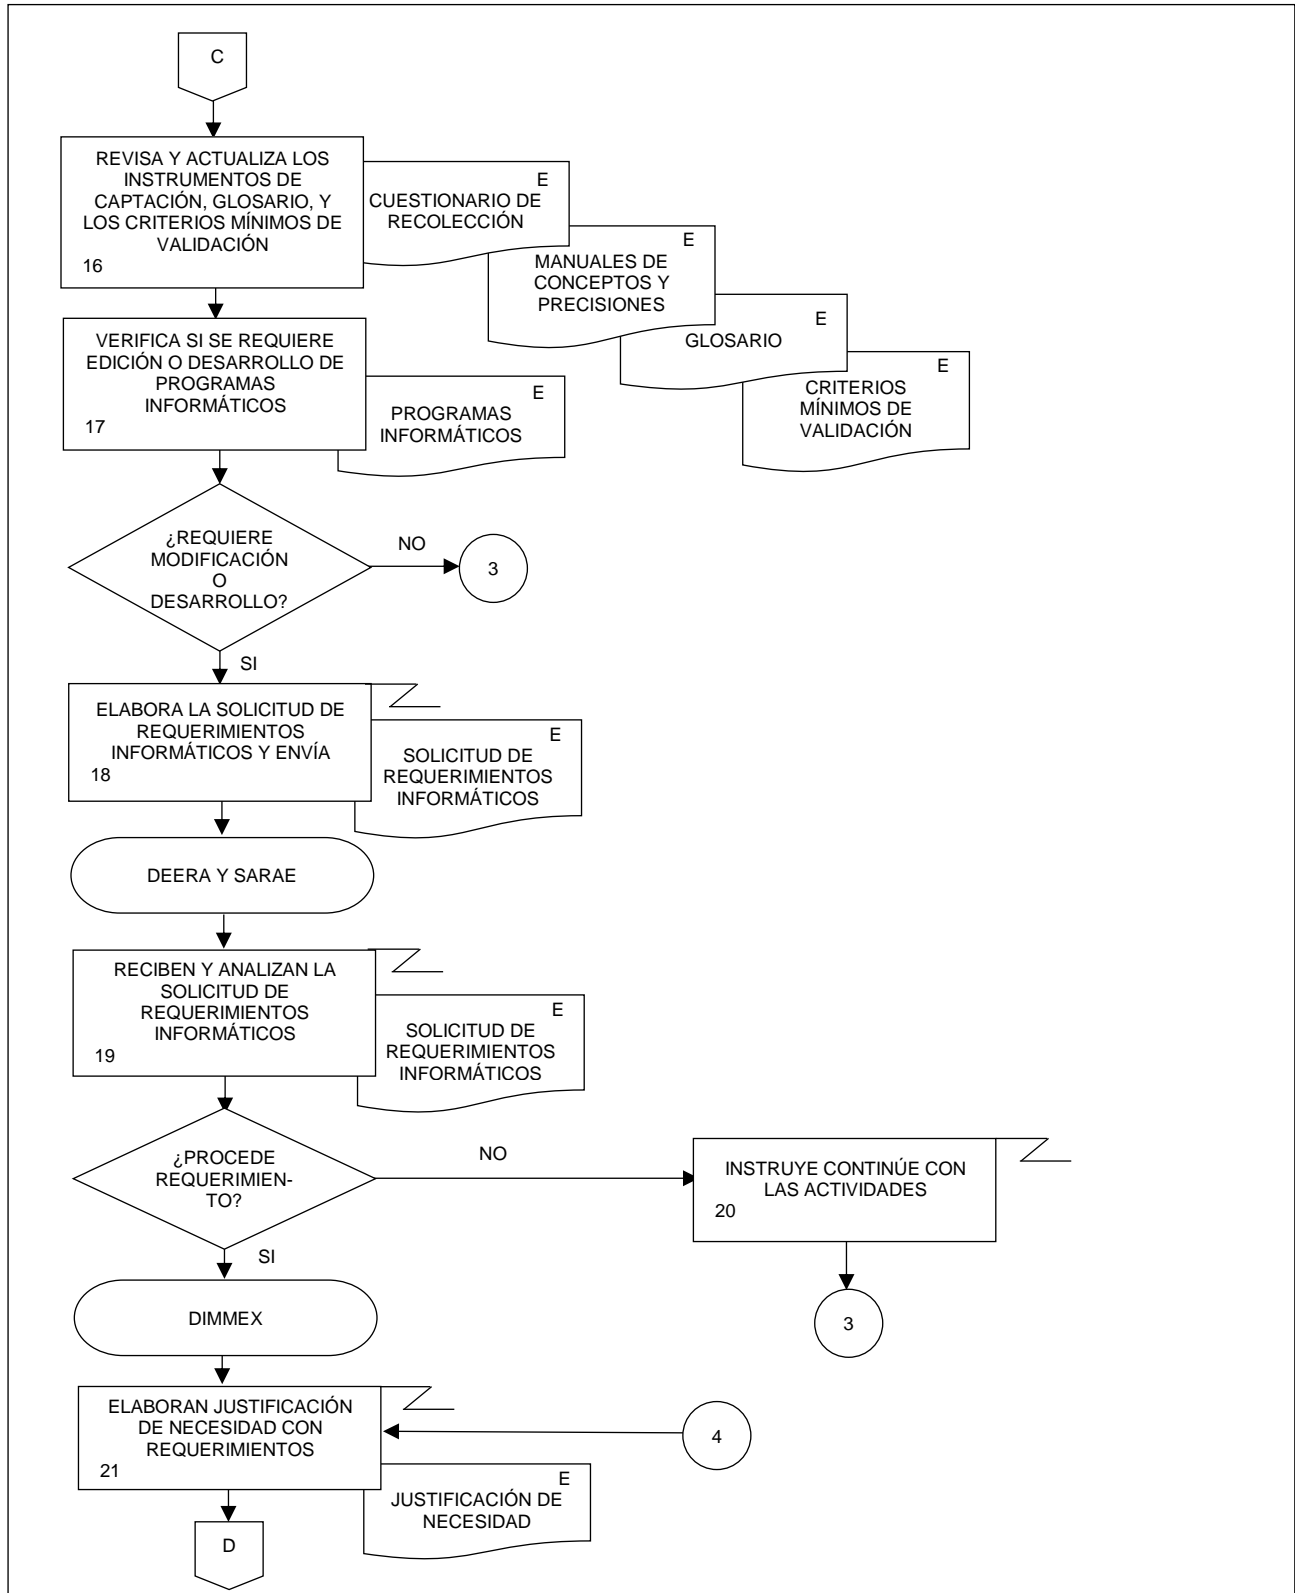 C
REVISA Y ACTUALIZA LOS
INSTRUMENTOS DE
CAPTACIÓN, GLOSARIO, Y
LOS CRITERIOS MÍNIMOS DE
VALIDACIÓN
16
E
CUESTIONARIO DE
RECOLECCIÓN
E
MANUALES DE
CONCEPTOS Y
PRECISIONES
E
GLOSARIO
E
CRITERIOS
MÍNIMOS DE
VALIDACIÓN
VERIFICA SI SE REQUIERE
EDICIÓN O DESARROLLO DE
PROGRAMAS
INFORMÁTICOS
17
E
PROGRAMAS
INFORMÁTICOS
¿REQUIERE
MODIFICACIÓN
O
DESARROLLO?
NO
3
SI
ELABORA LA SOLICITUD DE
REQUERIMIENTOS
INFORMÁTICOS Y ENVÍA
18
E
SOLICITUD DE
REQUERIMIENTOS
INFORMÁTICOS
DEERA Y SARAE
RECIBEN Y ANALIZAN LA
SOLICITUD DE
REQUERIMIENTOS
INFORMÁTICOS
19
E
SOLICITUD DE
REQUERIMIENTOS
INFORMÁTICOS
¿PROCEDE
REQUERIMIEN-
TO?
NO
INSTRUYE CONTINÚE CON
LAS ACTIVIDADES
20
3
SI
DIMMEX
ELABORAN JUSTIFICACIÓN
DE NECESIDAD CON
REQUERIMIENTOS
21
4
E
JUSTIFICACIÓN DE
NECESIDAD
D